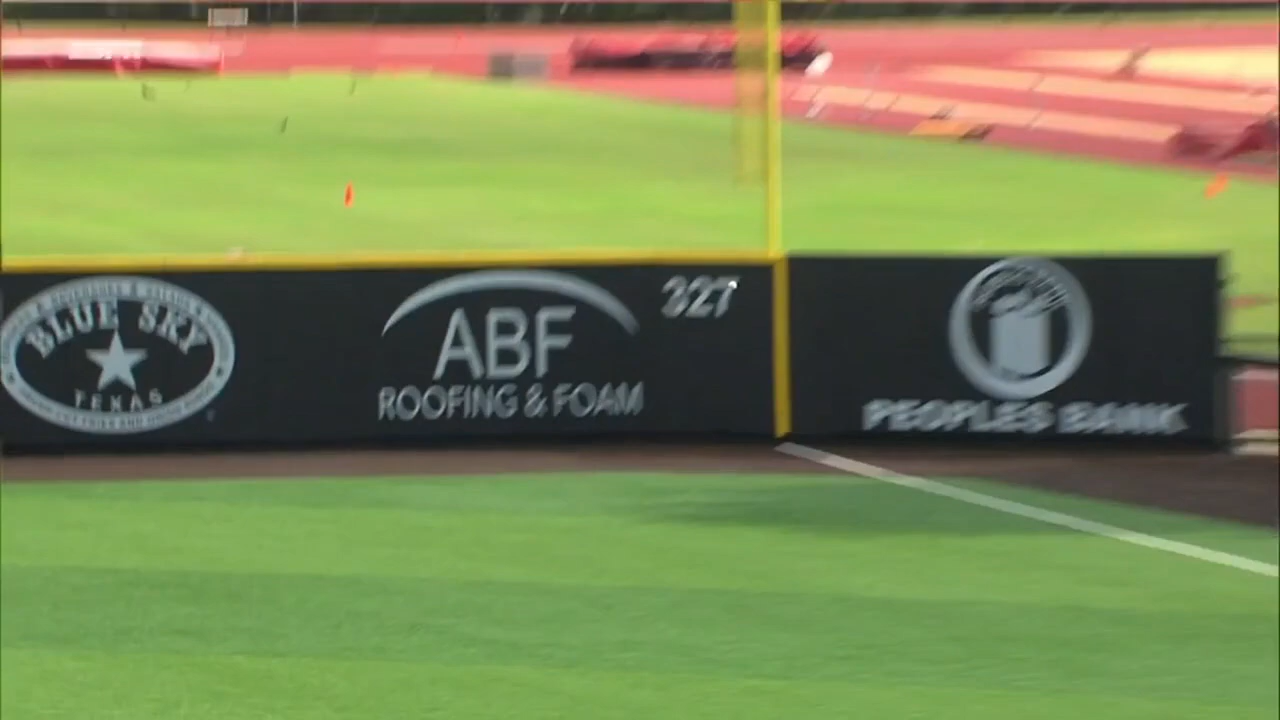 BLUE SKY
TEXAS
ABF
ROOFING & FOAM
327
PEOPLES BANK